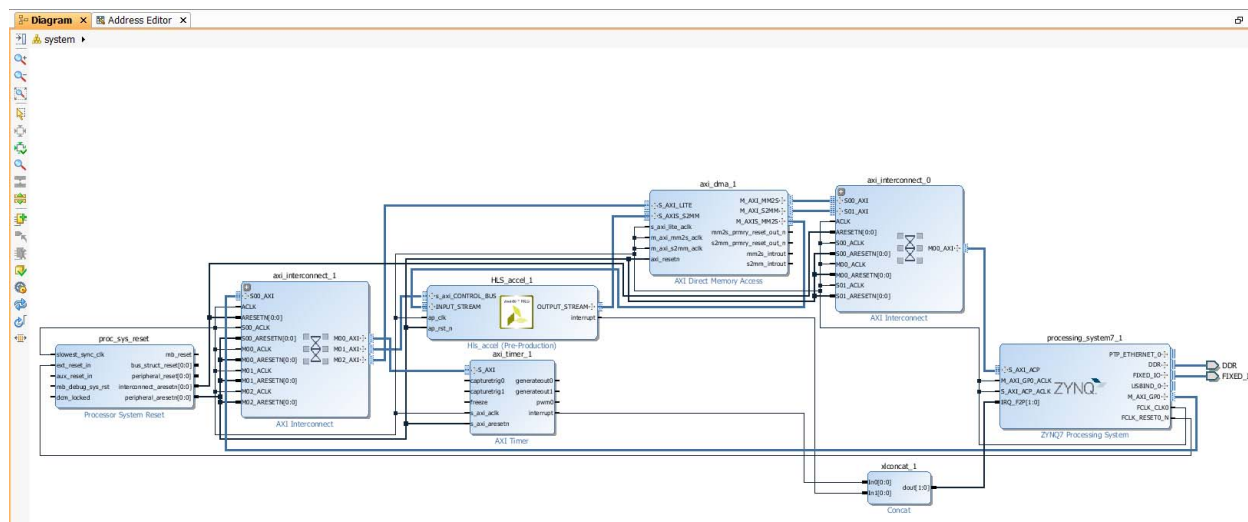 Diagram
Address Editor
system
axi_dma_1
S_AXI_LITE
S_AXIS_S2MM
s_axi_lite_aclk
m_axi_mm2s_aclk
m_axi_s2mm_aclk
axi_resetn
M_AXI_MM2S
M_AXI_S2MM
M_AXIS_MM2S
mm2s_prmry_reset_out_n
s2mm_prmry_reset_out_n
mm2s_introut
s2mm_introut
AXI Direct Memory Access
axi_interconnect_0
S00_AXI
S01_AXI
ACLK
ARESETN[0:0]
S00_ACLK
S00_ARESETN[0:0]
M00_ACLK
M00_ARESETN[0:0]
S01_ACLK
S01_ARESETN[0:0]
M00_AXI
AXI Interconnect
axi_interconnect_1
S00_AXI
ACLK
ARESETN[0:0]
S00_ACLK
S00_ARESETN[0:0]
M00_ACLK
M00_ARESETN[0:0]
M01_ACLK
M01_ARESETN[0:0]
M02_ACLK
M02_ARESETN[0:0]
M00_AXI
M01_AXI
M02_AXI
AXI Interconnect
HLS_accel_1
s_axi_CONTROL_BUS
INPUT_STREAM
ap_clk
ap_rst_n
OUTPUT_STREAM
interrupt
Hls_accel (Pre-Production)
proc_sys_reset
slowest_sync_clk
ext_reset_in
aux_reset_in
mb_debug_sys_rst
dcm_locked
mb_reset
bus_struct_reset[0:0]
peripheral_reset[0:0]
interconnect_aresetn[0:0]
peripheral_aresetn[0:0]
Processor System Reset
axi_timer_1
S_AXI
capturetrig0
capturetrig1
freeze
s_axi_aclk
s_axi_aresetn
generateout0
generateout1
pwm0
interrupt
AXI Timer
processing_system7_1
S_AXI_ACP
M_AXI_GP0_ACLK
S_AXI_ACP_ACLK
IRQ_F2P[1:0]
ZYNQ
PTP_ETHERNET_0
DDR
FIXED_IO
USBIND_0
M_AXI_GP0
FCLK_CLK0
FCLK_RESET0_N
ZYNQ7 Processing System
DDR
xlconcat_1
In0[0:0]
In1[0:0]
dout[1:0]
Concat